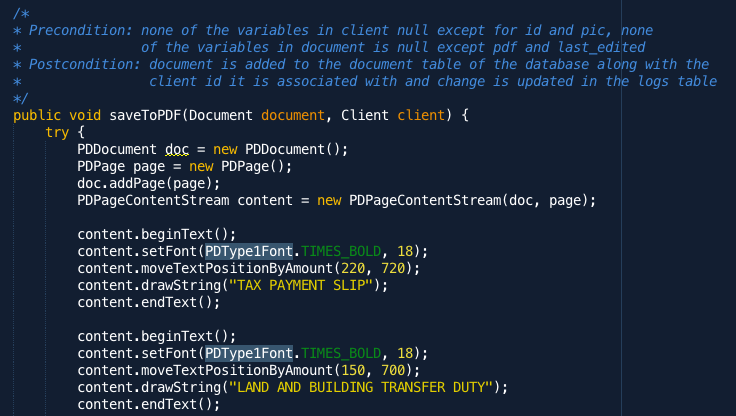 /*
* Precondition: none of the variables in client null except for id and pic, none
* of the variables in document is null except pdf and last_edited
* Postcondition: document is added to the document table of the database along with the
* client id it is associated with and change is updated in the logs table
*/
public void saveToPDF(Document document, Client client) {
try {
PDDocument doc = new PDDocument();
PDPage page = new PDPage();
doc.addPage(page);
PDPageContentStream content = new PDPageContentStream(doc, page);
content.beginText();
content.setFont(PDType1Font.TIMES_BOLD, 18);
content.moveTextPositionByAmount(220, 720);
content.drawString("TAX PAYMENT SLIP");
content.endText();
content.beginText();
content.setFont(PDType1Font.TIMES_BOLD, 18);
content.moveTextPositionByAmount(150, 700);
content.drawString("LAND AND BUILDING TRANSFER DUTY");
content.endText();